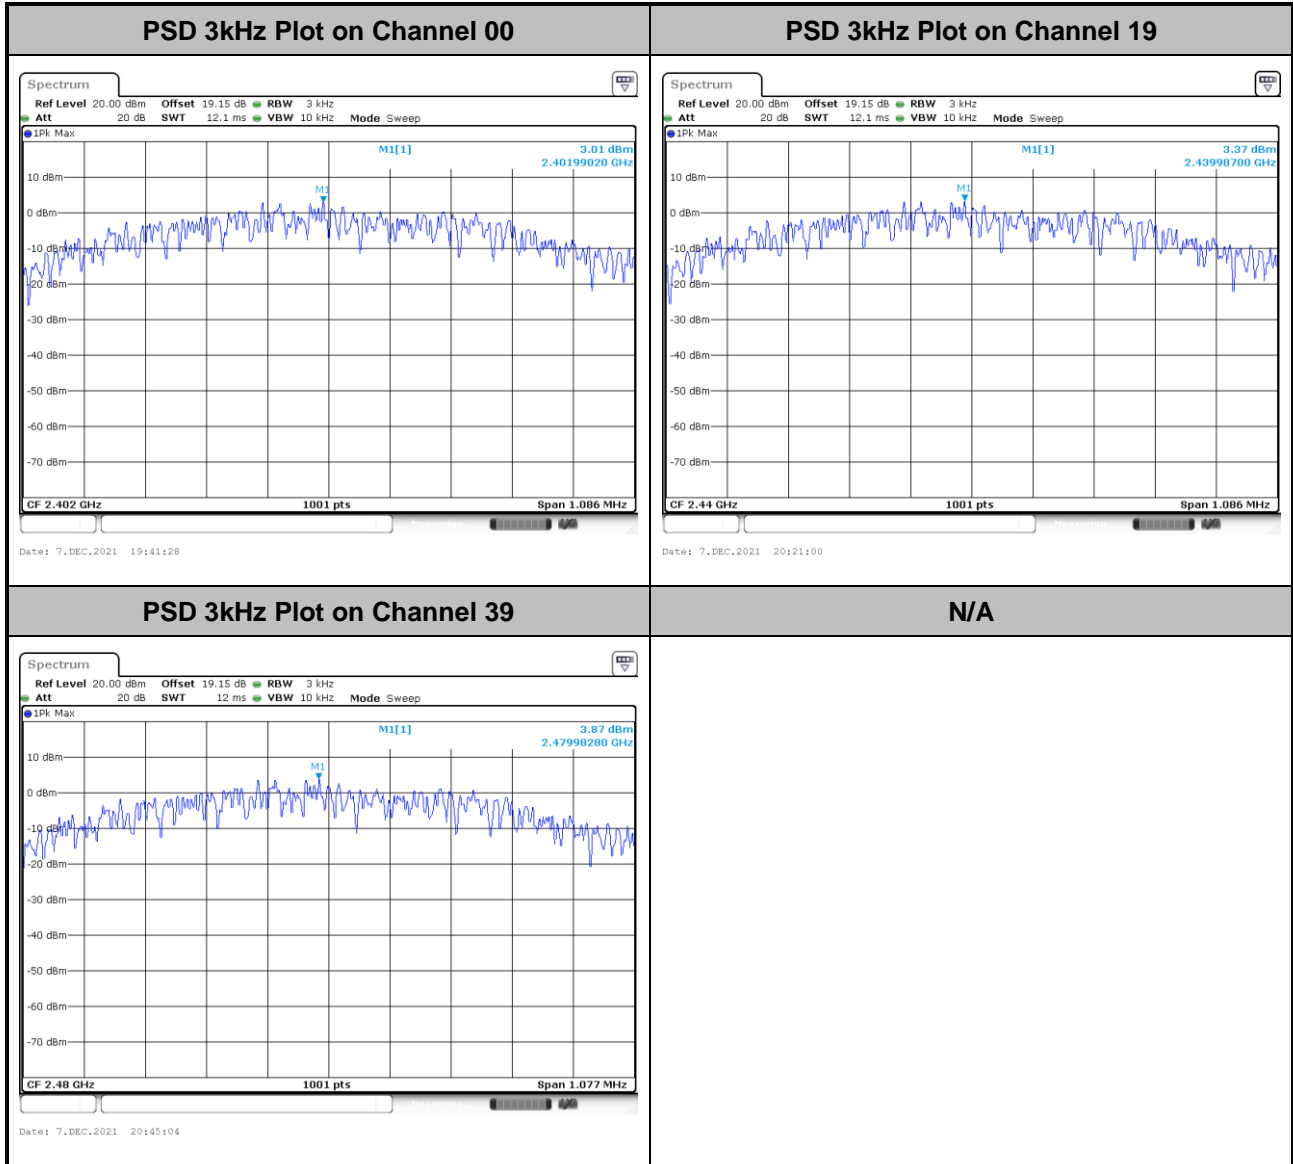 PSD 3kHz Plot on Channel 00
Spectrum
Ref Level 20.00 dBm Offset 19.15 dB RBW 3 kHz
Att 20 dB SWT 12.1 ms VBW 10 kHz Mode Sweep
1Pk Max
M1[1] 3.01 dBm
2.40199020 GHz
M1
10 dBm
0 dBm
-10 dBm
-20 dBm
-30 dBm
-40 dBm
-50 dBm
-60 dBm
-70 dBm
CF 2.402 GHz 1001 pts Span 1.086 MHz
Date: 7.DEC.2021 19:41:28
PSD 3kHz Plot on Channel 19
Spectrum
Ref Level 20.00 dBm Offset 19.15 dB RBW 3 kHz
Att 20 dB SWT 12.1 ms VBW 10 kHz Mode Sweep
1Pk Max
M1[1] 3.37 dBm
2.43998700 GHz
M1
10 dBm
0 dBm
-10 dBm
-20 dBm
-30 dBm
-40 dBm
-50 dBm
-60 dBm
-70 dBm
CF 2.44 GHz 1001 pts Span 1.086 MHz
Measuring...
Date: 7.DEC.2021 20:21:00
PSD 3kHz Plot on Channel 39
Spectrum
Ref Level 20.00 dBm Offset 19.15 dB RBW 3 kHz
Att 20 dB SWT 12 ms VBW 10 kHz Mode Sweep
1Pk Max
M1[1] 3.87 dBm
2.47998280 GHz
M1
10 dBm
0 dBm
-10 dBm
-20 dBm
-30 dBm
-40 dBm
-50 dBm
-60 dBm
-70 dBm
CF 2.48 GHz 1001 pts Span 1.077 MHz
Date: 7.DEC.2021 20:45:04
N/A